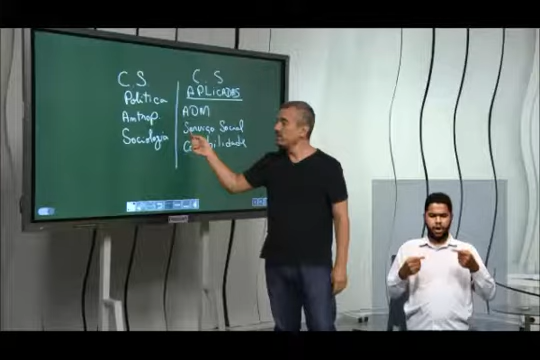 C S
Política
Antrop.
Sociologia
C. S
APLICADAS
ADM
Serviço Social